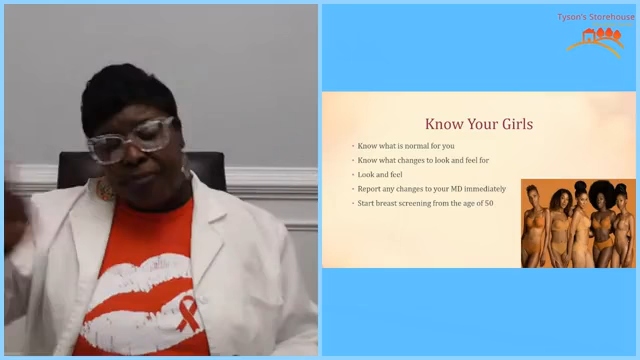 Tyson's Storehouse
Know Your Girls
• Know what is normal for you
• Know what changes to look and feel for
• Look and feel
• Report any changes to your MD immediately
• Start breast screening from the age of 50